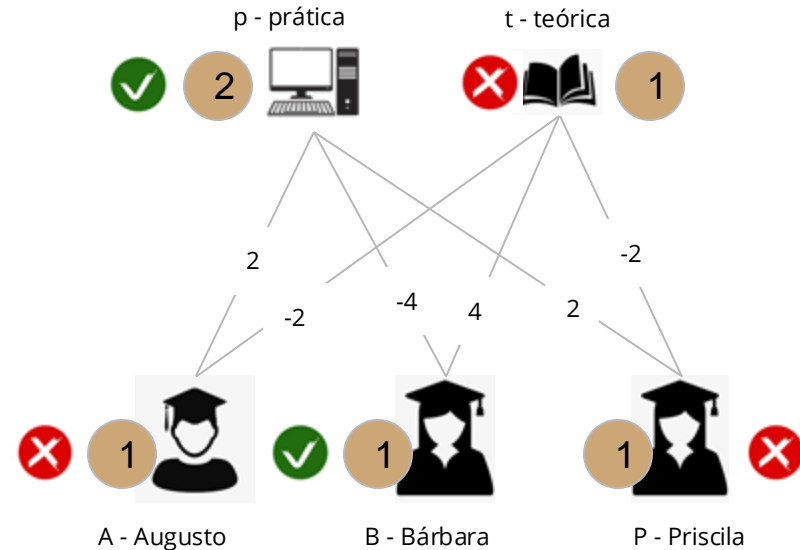 p - prática
t - teórica
2
1
2
-2
-4
4
2
-2
1
1
1
A - Augusto
B - Bárbara
P - Priscila